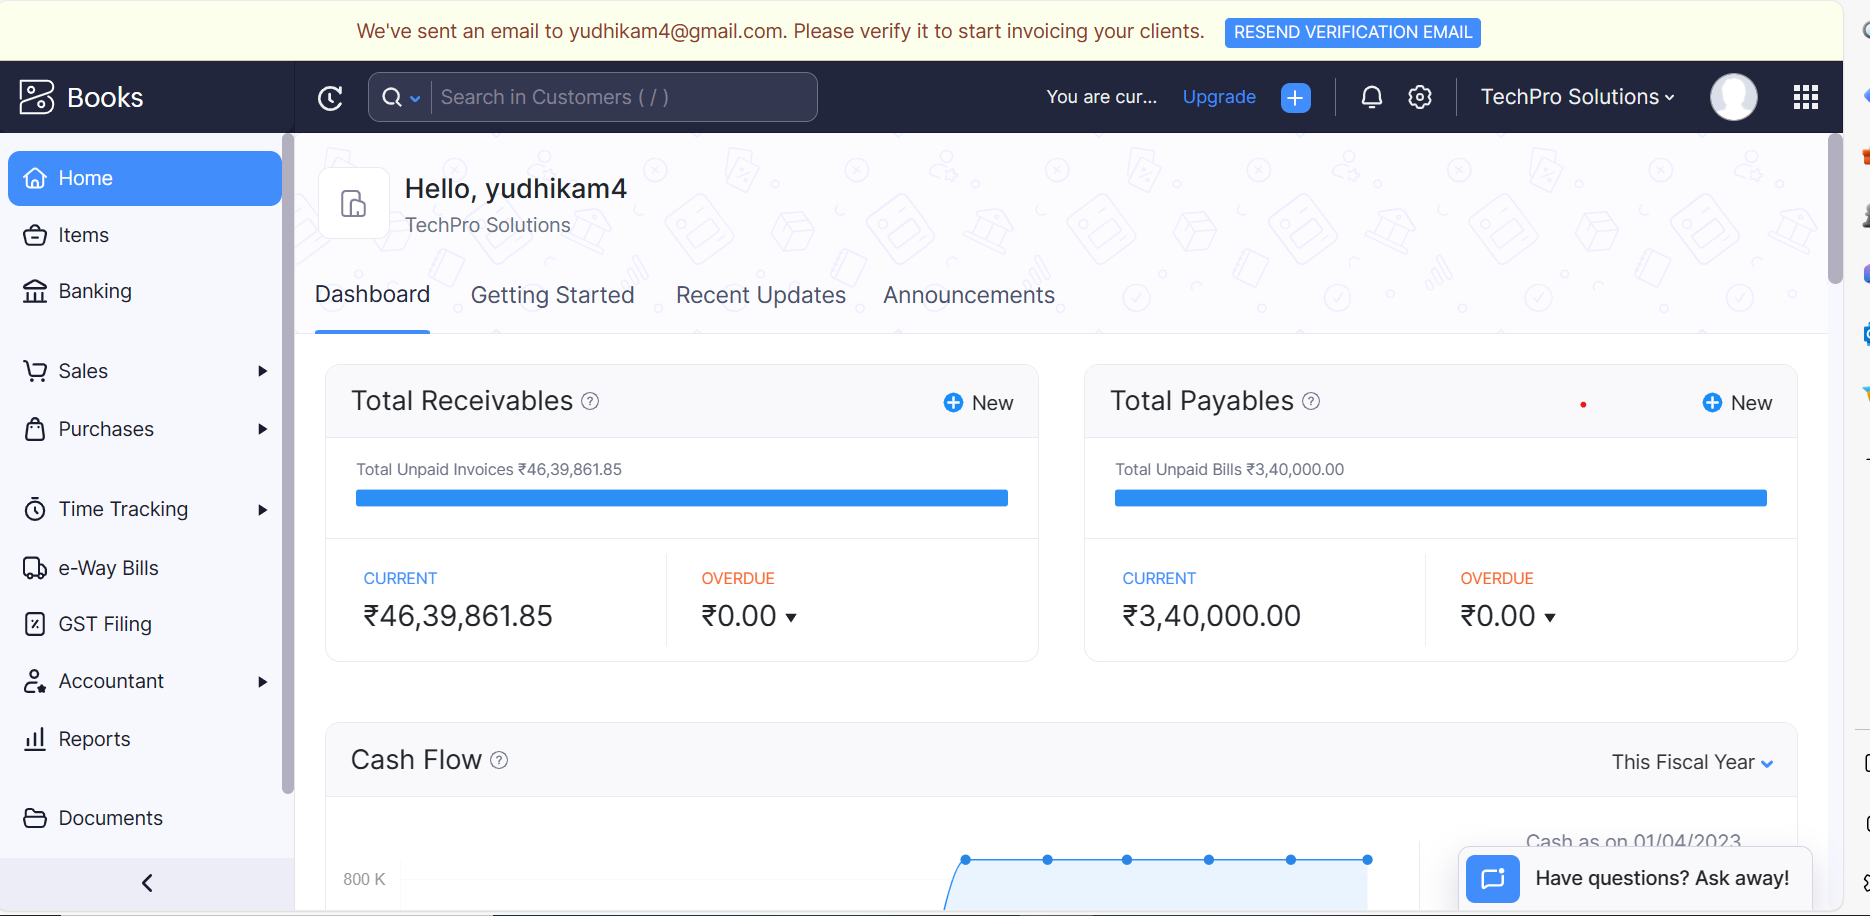 We've sent an email to yudhikam4@gmail.com. Please verify it to start invoicing your clients. RESEND VERIFICATION EMAIL
Books
Search in Customers ( / )
You are cur... Upgrade
TechPro Solutions
Home
Items
Banking
Sales
Purchases
Time Tracking
e-Way Bills
GST Filing
Accountant
Reports
Documents
Hello, yudhikam4
TechPro Solutions
Dashboard Getting Started Recent Updates Announcements
Total Receivables
New
Total Unpaid Invoices ₹46,39,861.85
CURRENT
₹46,39,861.85
OVERDUE
₹0.00
Total Payables
New
Total Unpaid Bills ₹3,40,000.00
CURRENT
₹3,40,000.00
OVERDUE
₹0.00
Cash Flow
This Fiscal Year
Cash as on 01/04/2023
800 K
Have questions? Ask away!